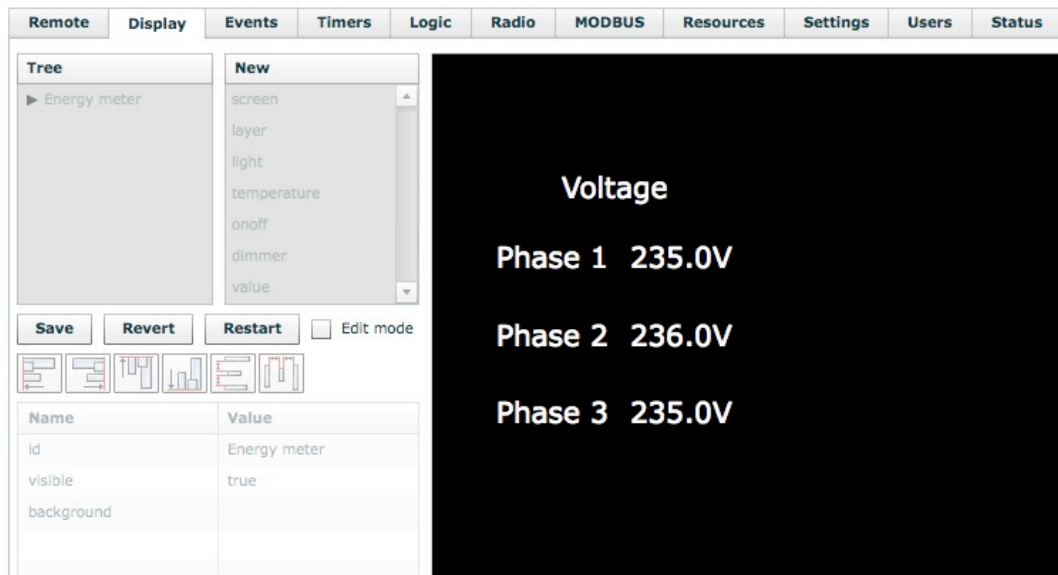 Remote Display Events Timers Logic Radio MODBUS Resources Settings Users Status
Tree
Energy meter
New
screen
layer
light
temperature
onoff
dimmer
value
Save Revert Restart Edit mode
Name Value
id Energy meter
visible true
background
Voltage
Phase 1 235.0V
Phase 2 236.0V
Phase 3 235.0V